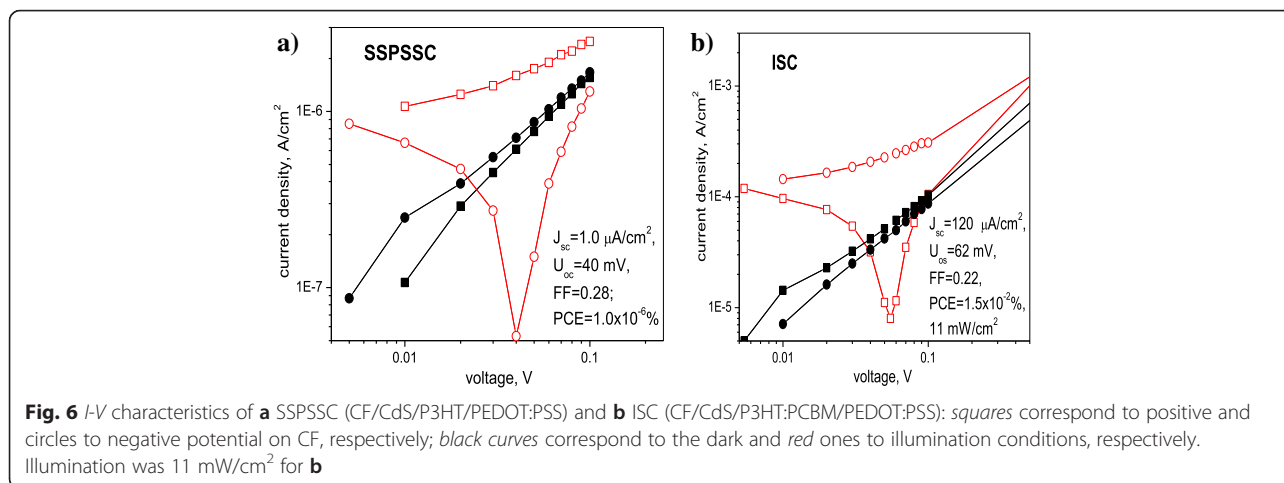 a)
SSPSSC
current density, A/cm²
1E-6
1E-7
0.01
0.1
voltage, V
J_sc=1.0 µA/cm²,
U_oc=40 mV,
FF=0.28;
PCE=1.0x10⁻⁶%
b)
ISC
current density, A/cm²
1E-3
1E-4
1E-5
0.01
0.1
voltage, V
J_sc=120 µA/cm²,
U_os=62 mV,
FF=0.22,
PCE=1.5x10⁻²%,
11 mW/cm²
Fig. 6 I-V characteristics of a SSPSSC (CF/CdS/P3HT/PEDOT:PSS) and b ISC (CF/CdS/P3HT:PCBM/PEDOT:PSS): squares correspond to positive and
circles to negative potential on CF, respectively; black curves correspond to the dark and red ones to illumination conditions, respectively.
Illumination was 11 mW/cm² for b